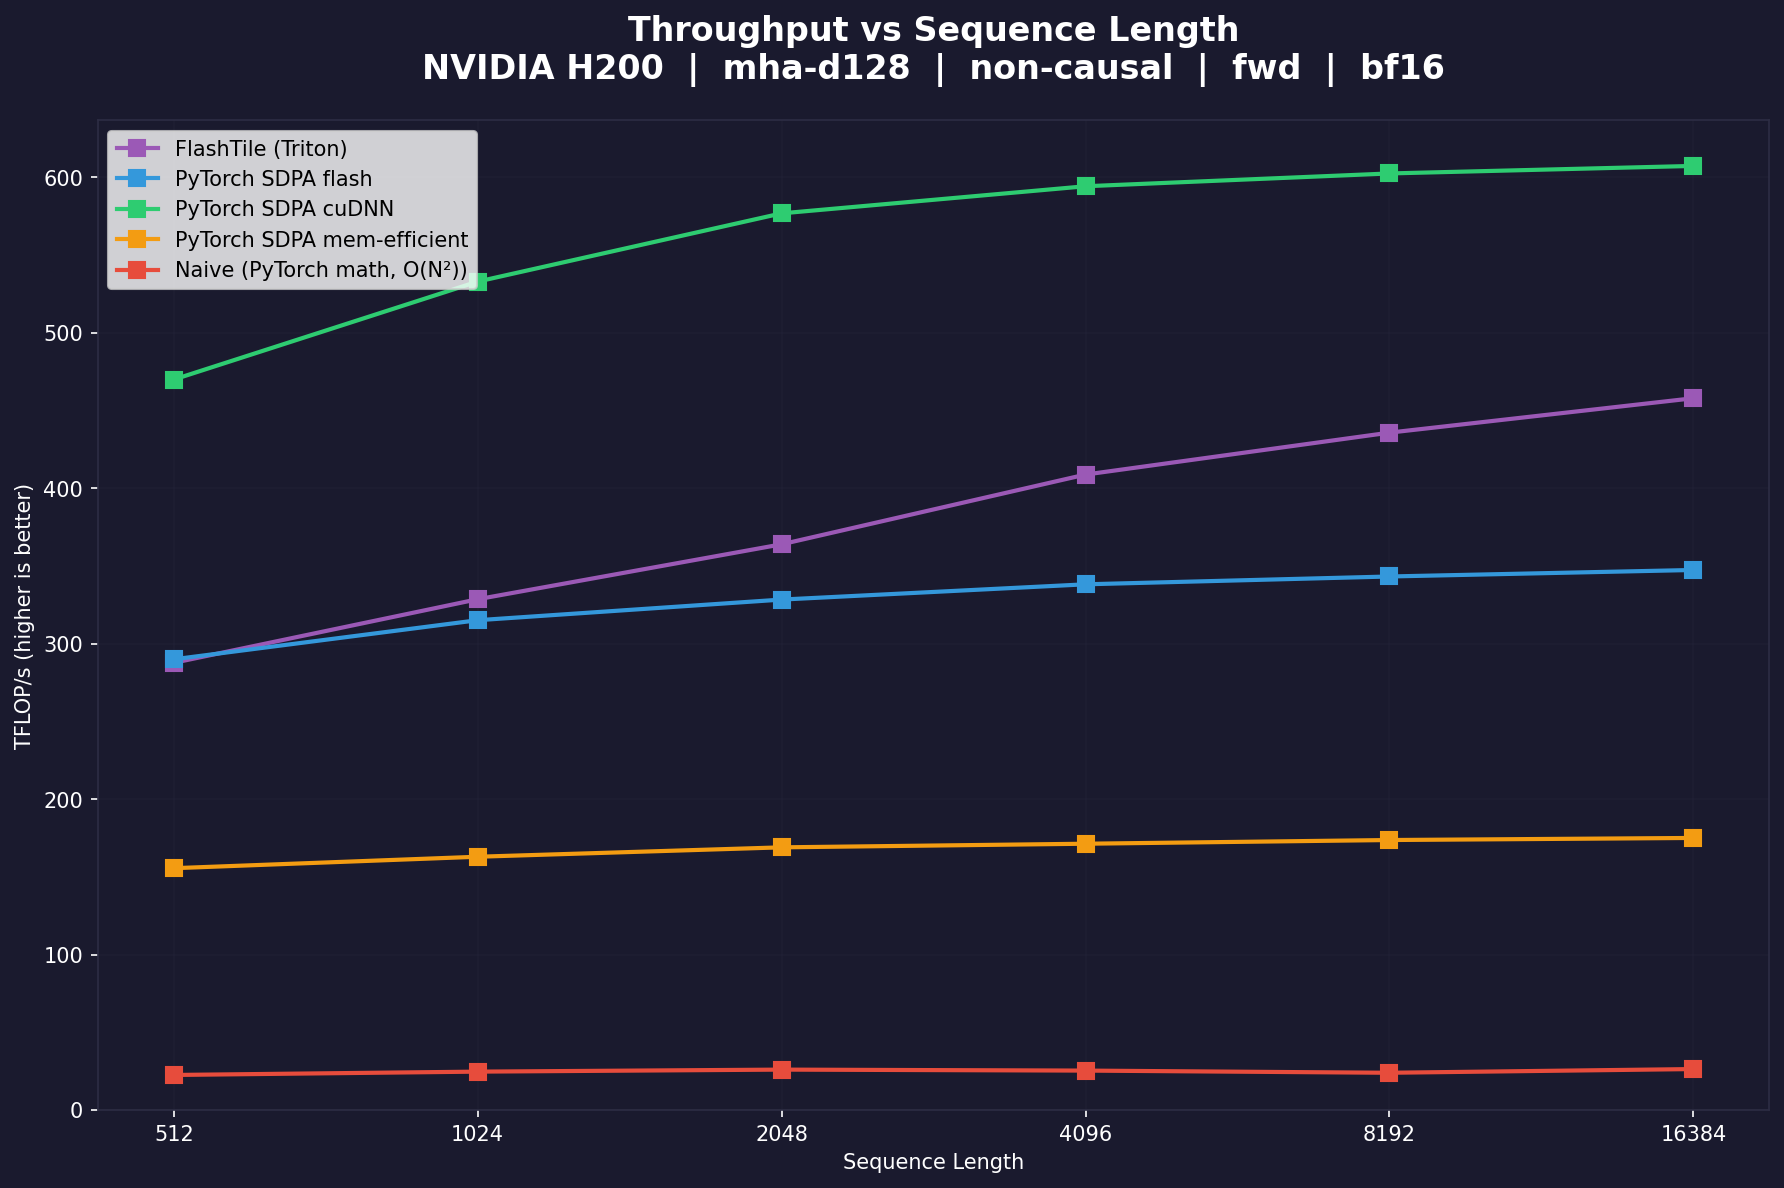 Throughput vs Sequence Length
NVIDIA H200 | mha-d128 | non-causal | fwd | bf16
FlashTile (Triton)
PyTorch SDPA flash
PyTorch SDPA cuDNN
PyTorch SDPA mem-efficient
Naive (PyTorch math, O(N²))
600
500
400
300
200
100
0
TFLOP/s (higher is better)
512 1024 2048 4096 8192 16384
Sequence Length